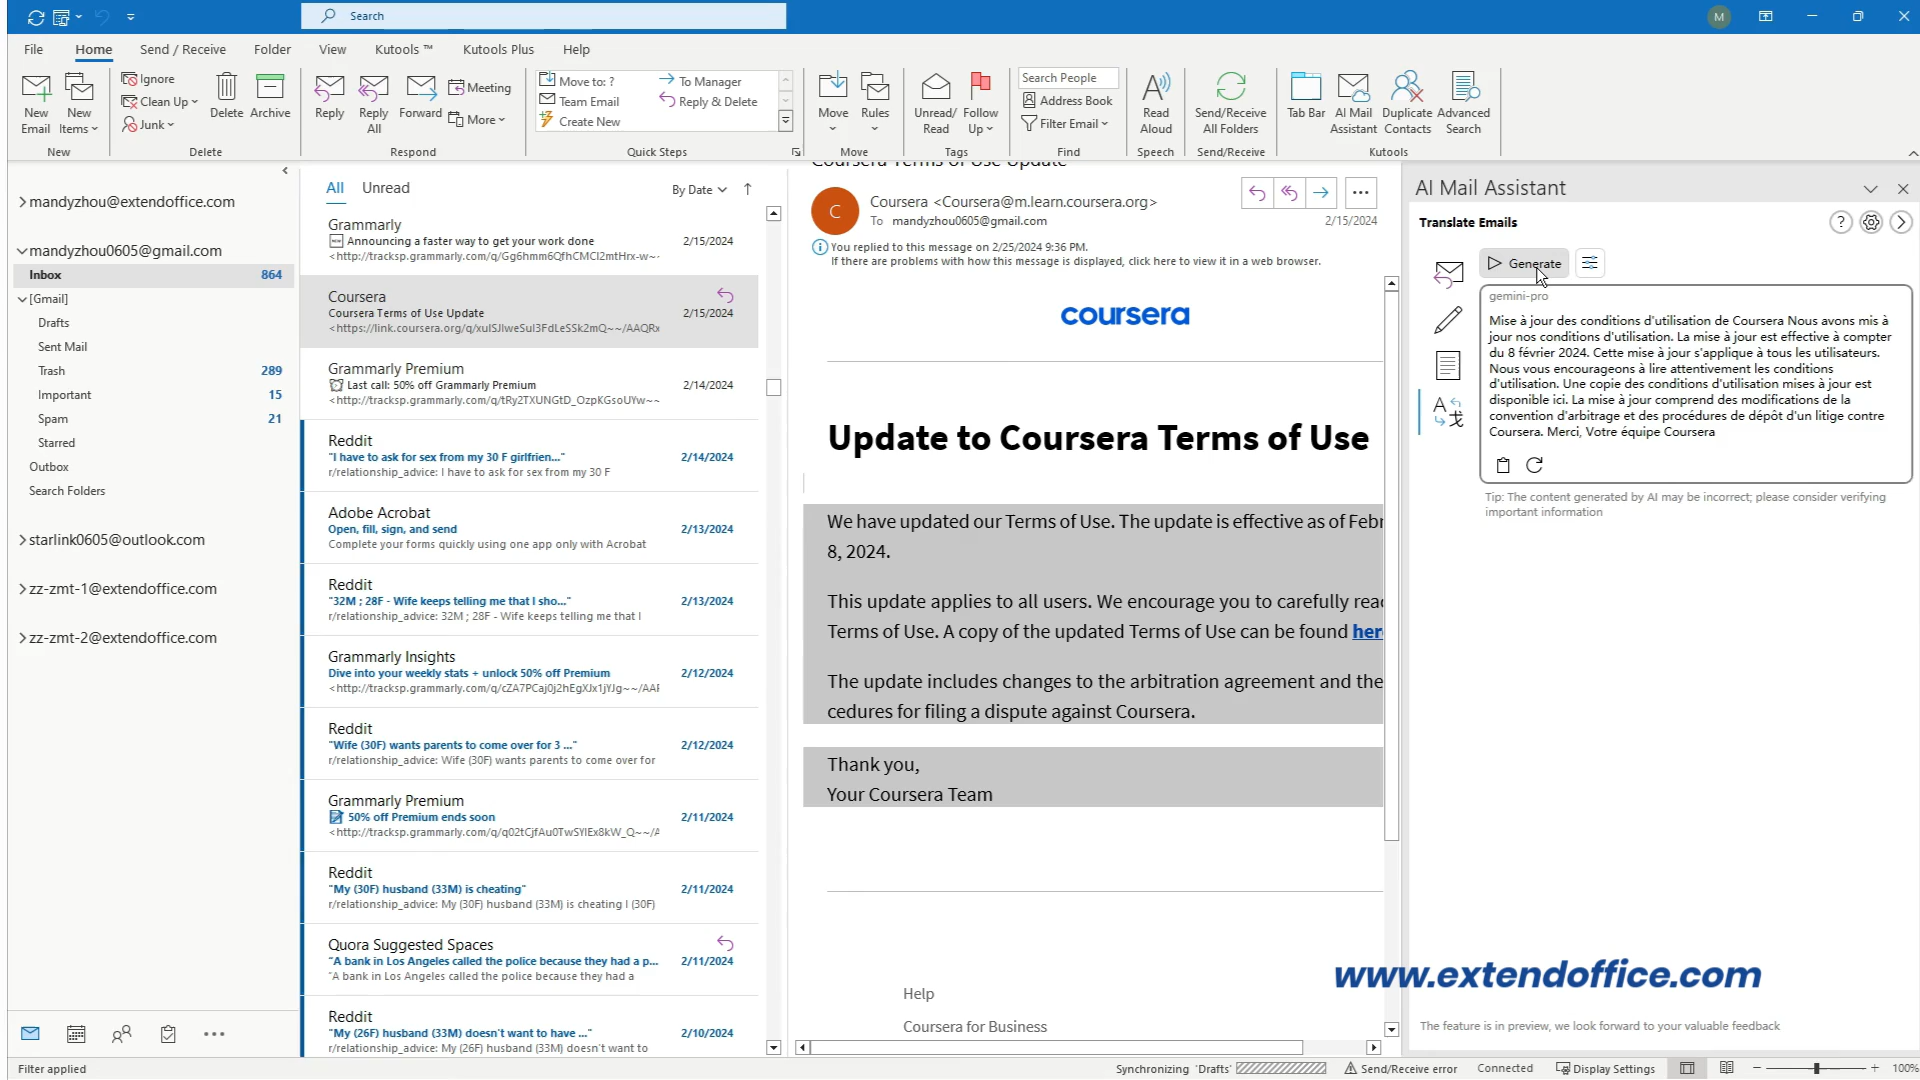 Search
M
File
Home
Send / Receive
Folder
View
Kutools ™
Kutools Plus
Help
New Email
New Items
New
Ignore
Clean Up
Junk
Delete
Archive
Delete
Reply
Reply All
Forward
Meeting
More
Respond
Move to: ?
Team Email
Create New
To Manager
Reply & Delete
Quick Steps
Move
Rules
Move
Unread/ Read
Follow Up
Tags
Search People
Address Book
Filter Email
Find
Read Aloud
Speech
Send/Receive All Folders
Send/Receive
Tab Bar
AI Mail Assistant
Duplicate Contacts
Advanced Search
Kutools
mandyzhou@extendoffice.com
mandyzhou0605@gmail.com
Inbox 864
[Gmail]
Drafts
Sent Mail
Trash 289
Important 15
Spam 21
Starred
Outbox
Search Folders
starlink0605@outlook.com
zz-zmt-1@extendoffice.com
zz-zmt-2@extendoffice.com
All
Unread
By Date
Grammarly
Announcing a faster way to get your work done 2/15/2024
Coursera
Coursera Terms of Use Update 2/15/2024
Grammarly Premium
Last call: 50% off Grammarly Premium 2/14/2024
Reddit
"I have to ask for sex from my 30 F girlfrien..." 2/14/2024
r/relationship_advice: I have to ask for sex from my 30 F
Adobe Acrobat
Open, fill, sign, and send 2/13/2024
Complete your forms quickly using one app only with Acrobat
Reddit
"32M ; 28F - Wife keeps telling me that I sho..." 2/13/2024
r/relationship_advice: 32M ; 28F - Wife keeps telling me that I
Grammarly Insights
Dive into your weekly stats + unlock 50% off Premium 2/12/2024
Reddit
"Wife (30F) wants parents to come over for 3 ..." 2/12/2024
r/relationship_advice: Wife (30F) wants parents to come over for
Grammarly Premium
50% off Premium ends soon 2/11/2024
Reddit
"My (30F) husband (33M) is cheating" 2/11/2024
r/relationship_advice: My (30F) husband (33M) is cheating I (30F)
Quora Suggested Spaces
"A bank in Los Angeles called the police because they had a p... 2/11/2024
"A bank in Los Angeles called the police because they had a
Reddit
"My (26F) husband (33M) doesn't want to have ..." 2/10/2024
r/relationship_advice: My (26F) husband (33M) doesn't want to
Coursera Terms of Use Update
C
Coursera <Coursera@m.learn.coursera.org>
To mandyzhou0605@gmail.com
2/15/2024
You replied to this message on 2/25/2024 9:36 PM.
If there are problems with how this message is displayed, click here to view it in a web browser.
coursera
Update to Coursera Terms of Use
We have updated our Terms of Use. The update is effective as of Febr
8, 2024.
This update applies to all users. We encourage you to carefully read
Terms of Use. A copy of the updated Terms of Use can be found here
The update includes changes to the arbitration agreement and the
cedures for filing a dispute against Coursera.
Thank you,
Your Coursera Team
Help
Coursera for Business
AI Mail Assistant
Translate Emails
?
Generate
gemini-pro
Mise à jour des conditions d'utilisation de Coursera Nous avons mis à
jour nos conditions d'utilisation. La mise à jour est effective à compter
du 8 février 2024. Cette mise à jour s'applique à tous les utilisateurs.
Nous vous encourageons à lire attentivement les conditions
d'utilisation. Une copie des conditions d'utilisation mises à jour est
disponible ici. La mise à jour comprend des modifications de la
convention d'arbitrage et des procédures de dépôt d'un litige contre
Coursera. Merci, Votre équipe Coursera
Tip: The content generated by AI may be incorrect; please consider verifying
important information
www.extendoffice.com
The feature is in preview, we look forward to your valuable feedback
Filter applied
Synchronizing 'Drafts'
Send/Receive error
Connected
Display Settings
100%